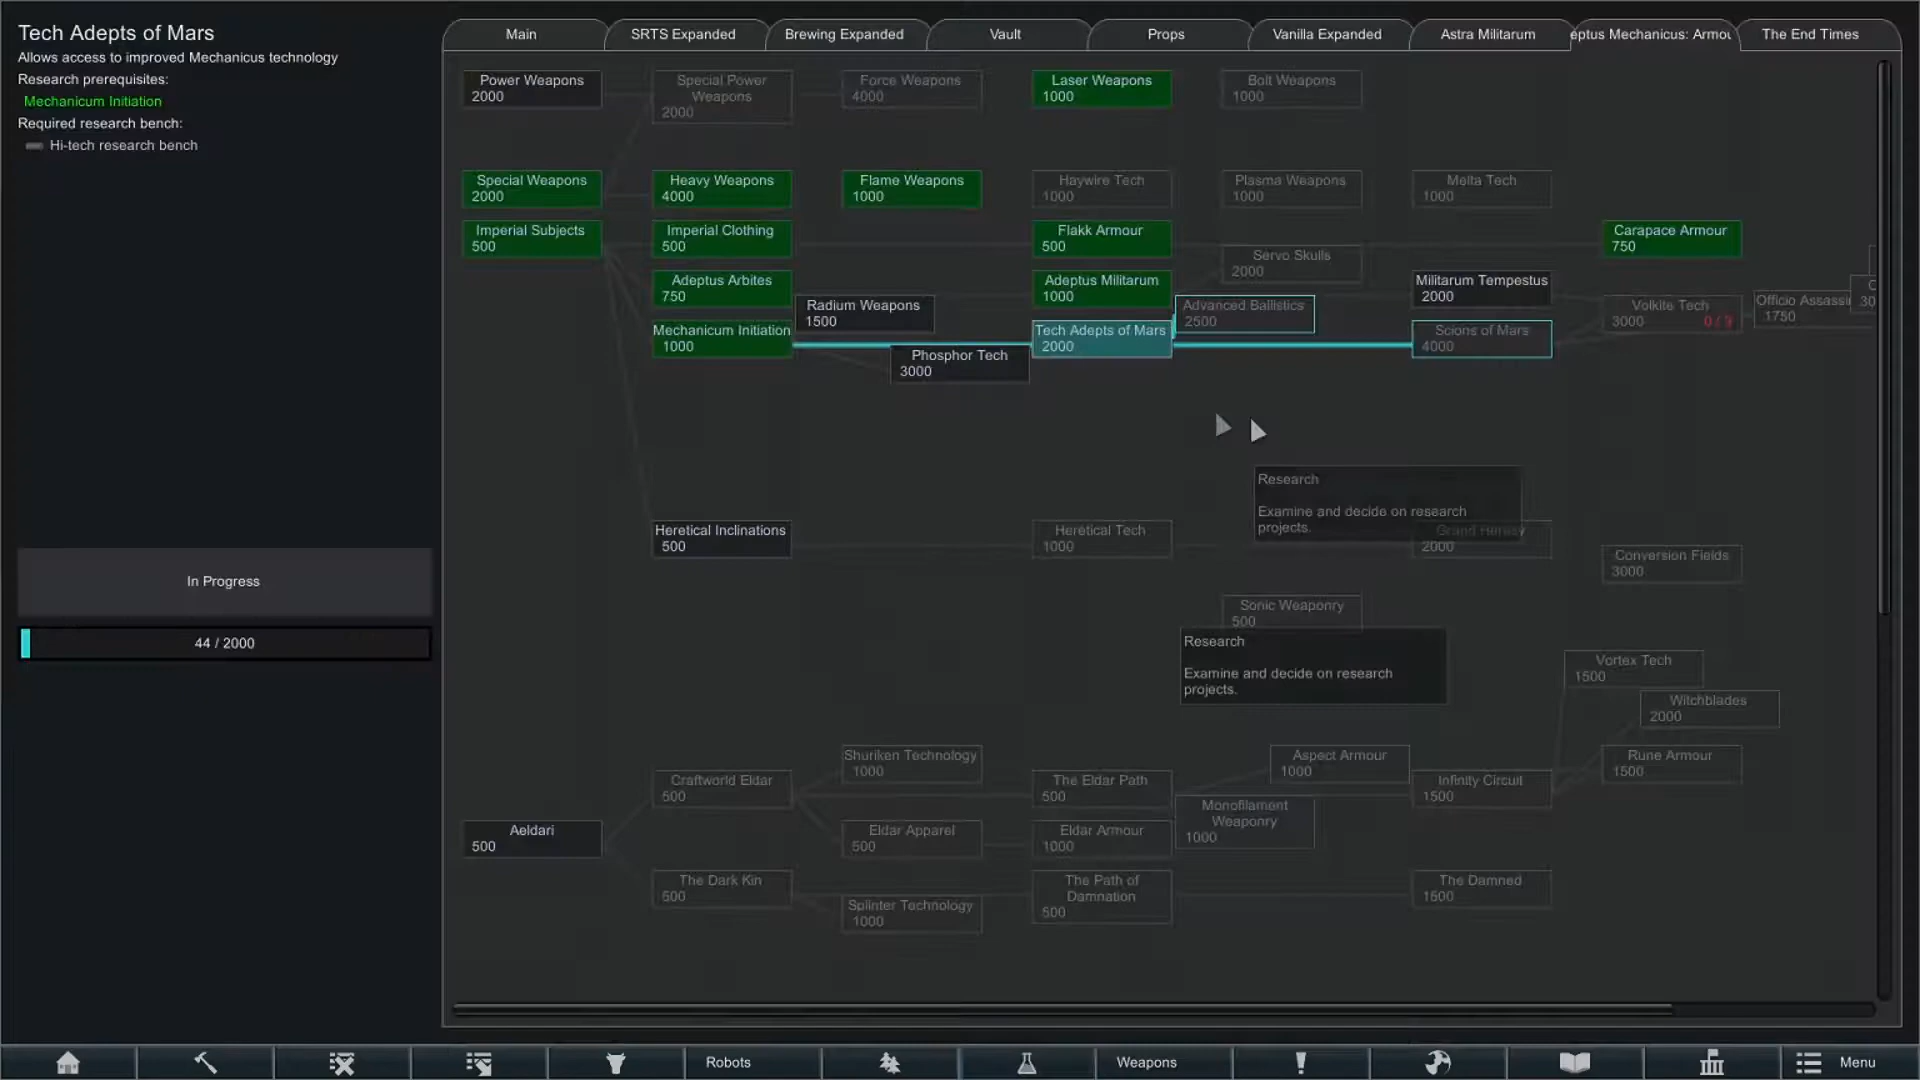 Tech Adepts of Mars
Allows access to improved Mechanicus technology
Research prerequisites:
Mechanicum Initiation
Required research bench:
Hi-tech research bench
In Progress
44 / 2000
Main
SRTS Expanded
Brewing Expanded
Vault
Props
Vanilla Expanded
Astra Militarum
eptus Mechanicus: Armou
The End Times
Power Weapons
2000
Special Power
Weapons
2000
Force Weapons
4000
Laser Weapons
1000
Bolt Weapons
1000
Special Weapons
2000
Heavy Weapons
4000
Flame Weapons
1000
Haywire Tech
1000
Plasma Weapons
1000
Melta Tech
1000
Imperial Subjects
500
Imperial Clothing
500
Flakk Armour
500
Servo Skulls
2000
Carapace Armour
750
Adeptus Arbites
750
Radium Weapons
1500
Adeptus Militarum
1000
Advanced Ballistics
2500
Militarum Tempestus
2000
Volkite Tech
3000
0 / 3
Officio Assassi
1750
C
30
Mechanicum Initiation
1000
Phosphor Tech
3000
Tech Adepts of Mars
2000
Scions of Mars
4000
Research
Examine and decide on research
projects.
Heretical Inclinations
500
Heretical Tech
1000
Grand Heresy
2000
Conversion Fields
3000
Sonic Weaponry
500
Research
Examine and decide on research
projects.
Vortex Tech
1500
Witchblades
2000
Shuriken Technology
1000
Aspect Armour
1000
Rune Armour
1500
Craftworld Eldar
500
The Eldar Path
500
Infinity Circuit
1500
Monofilament
Weaponry
1000
Aeldari
500
Eldar Apparel
500
Eldar Armour
1000
The Dark Kin
500
Splinter Technology
1000
The Path of
Damnation
500
The Damned
1500
Robots
Weapons
Menu